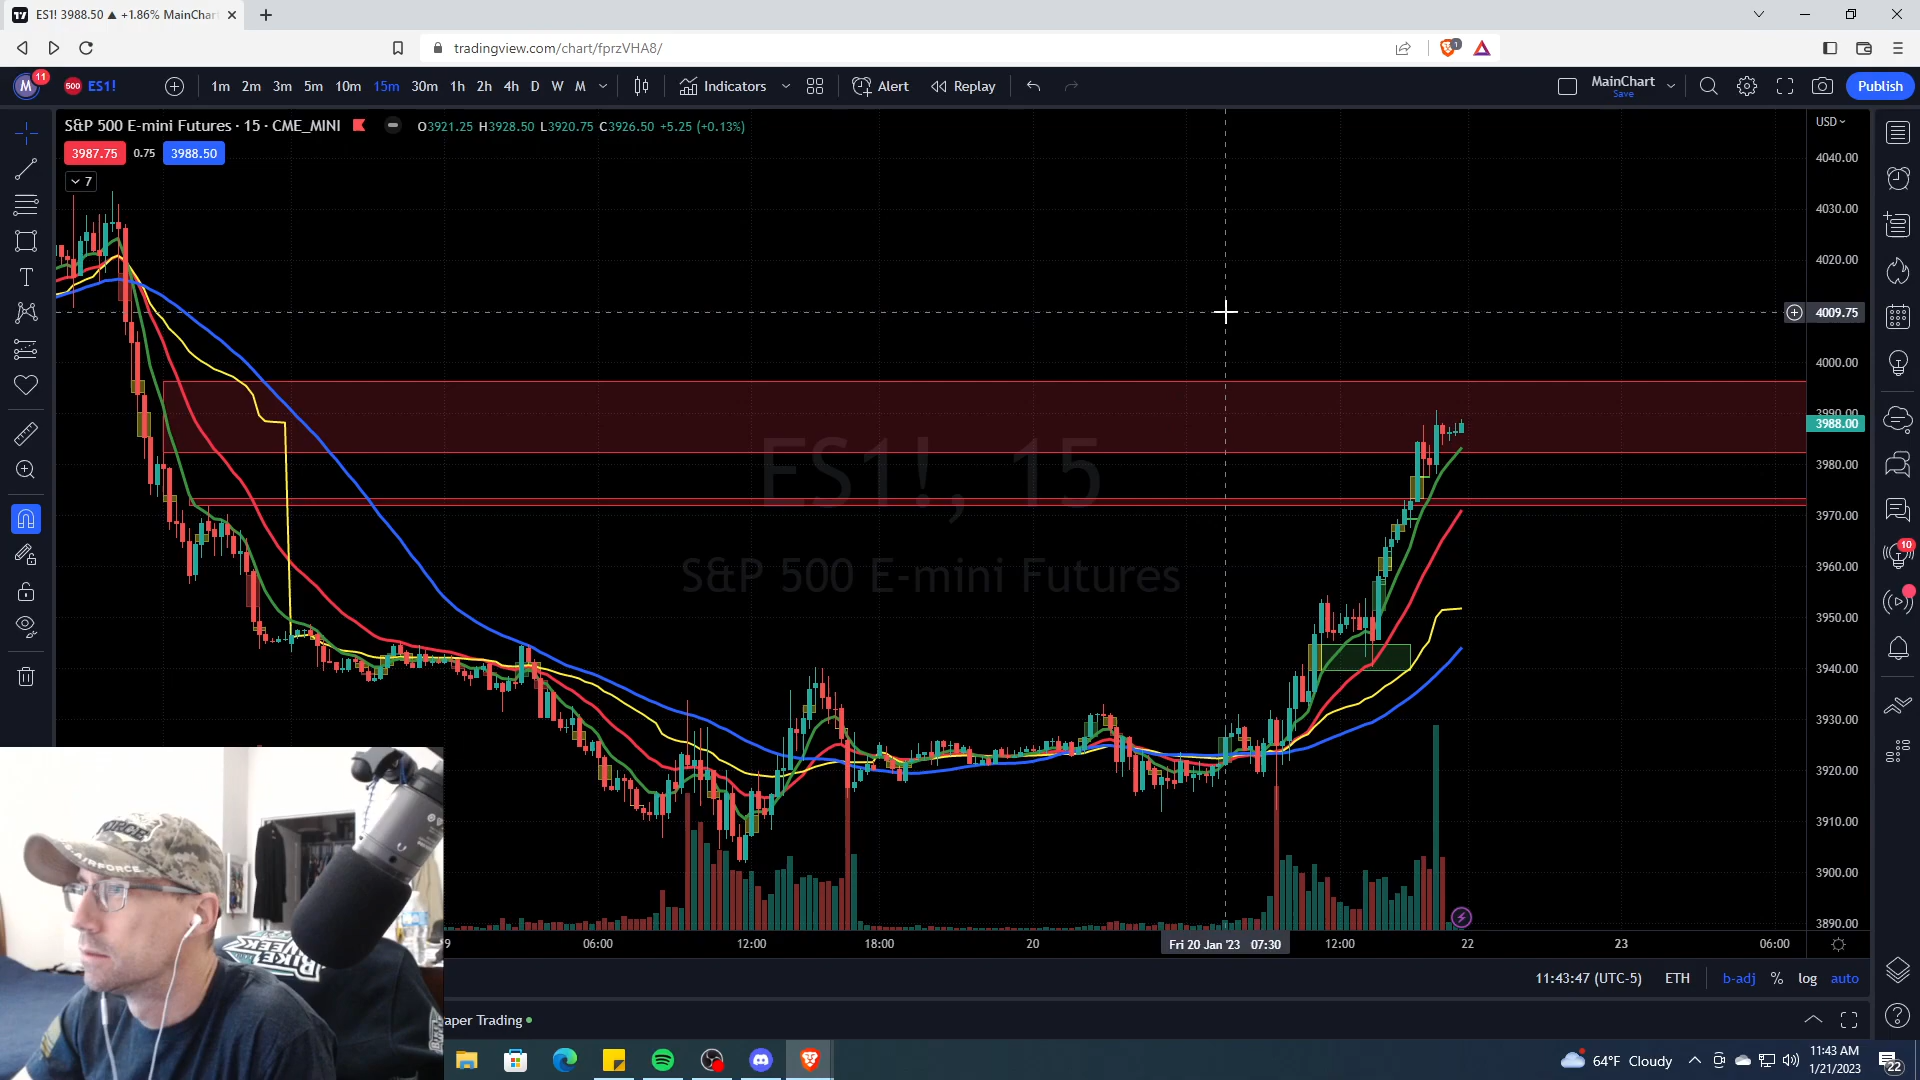 ES1! 3988.50 ▲ +1.86% MainChar
tradingview.com/chart/fprzVHA8/
1
M
11
500
ES1!
1m 2m 3m 5m 10m 15m 30m 1h 2h 4h D W M
Indicators
Alert
Replay
MainChart
Save
Publish
S&P 500 E-mini Futures · 15 · CME_MINI
O3921.25 H3928.50 L3920.75 C3926.50 +5.25 (+0.13%)
3987.75
0.75
3988.50
7
USD
4040.00
4030.00
4020.00
4009.75
4000.00
3990.00
3988.00
3980.00
3970.00
3960.00
3950.00
3940.00
3930.00
3920.00
3910.00
3900.00
3890.00
ES1!, 15
S&P 500 E-mini Futures
10
06:00
12:00
18:00
20
Fri 20 Jan '23 07:30
12:00
22
23
06:00
11:43:47 (UTC-5)
ETH
b-adj
%
log
auto
aper Trading
64°F Cloudy
11:43 AM
1/21/2023
22